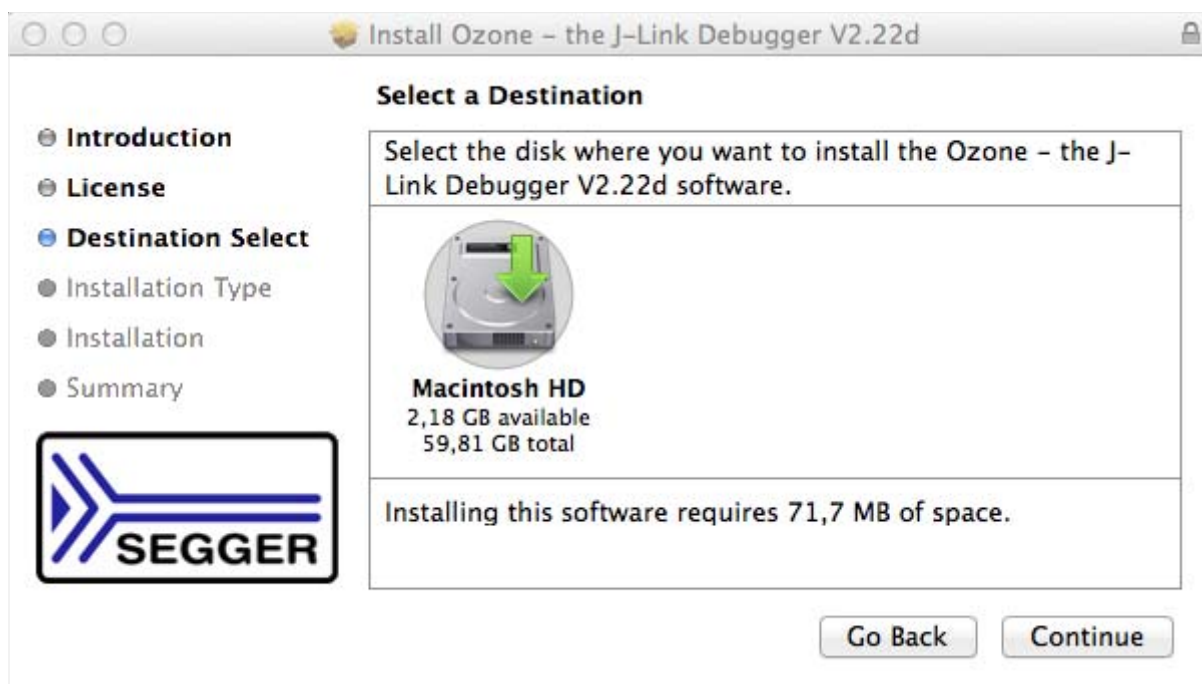 Install Ozone – the J-Link Debugger V2.22d
Select a Destination
Introduction
License
Destination Select
Installation Type
Installation
Summary
SEGGER
Select the disk where you want to install the Ozone – the J-
Link Debugger V2.22d software.
Macintosh HD
2,18 GB available
59,81 GB total
Installing this software requires 71,7 MB of space.
Go Back
Continue